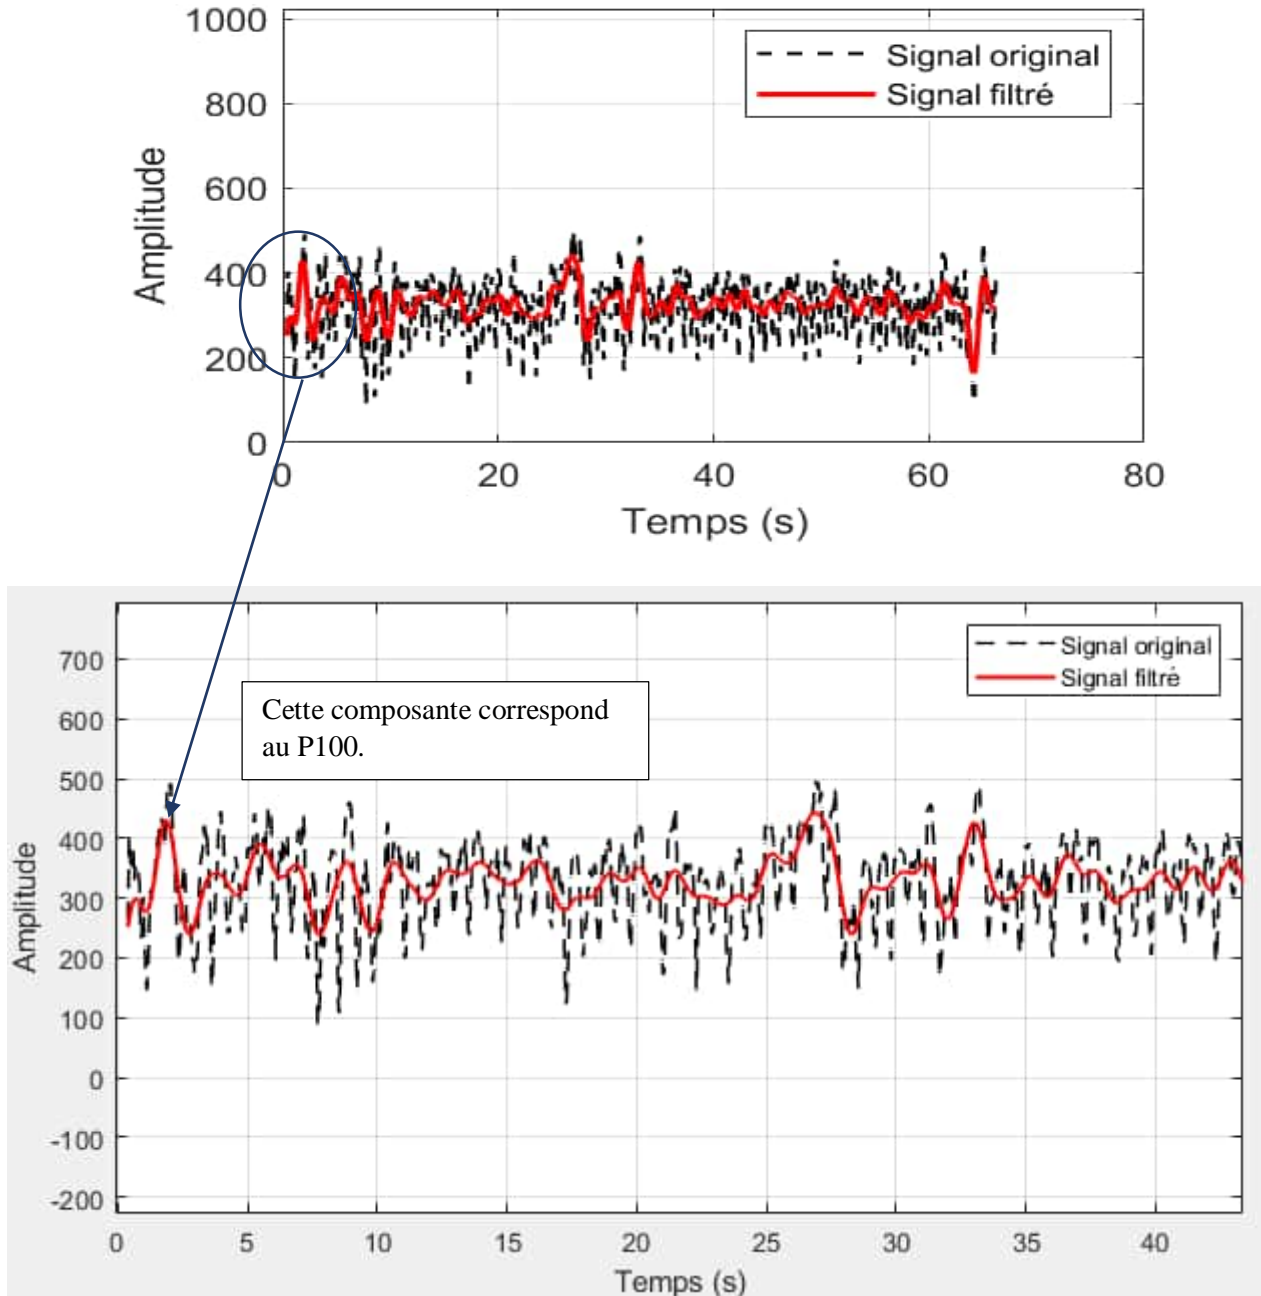 1000
800
600
400
200
0
Amplitude
Signal original
Signal filtré
0 20 40 60 80
Temps (s)
Signal original
Signal filtré
Cette composante correspond
au P100.
700
600
500
400
300
200
100
0
-100
-200
Amplitude
0 5 10 15 20 25 30 35 40
Temps (s)